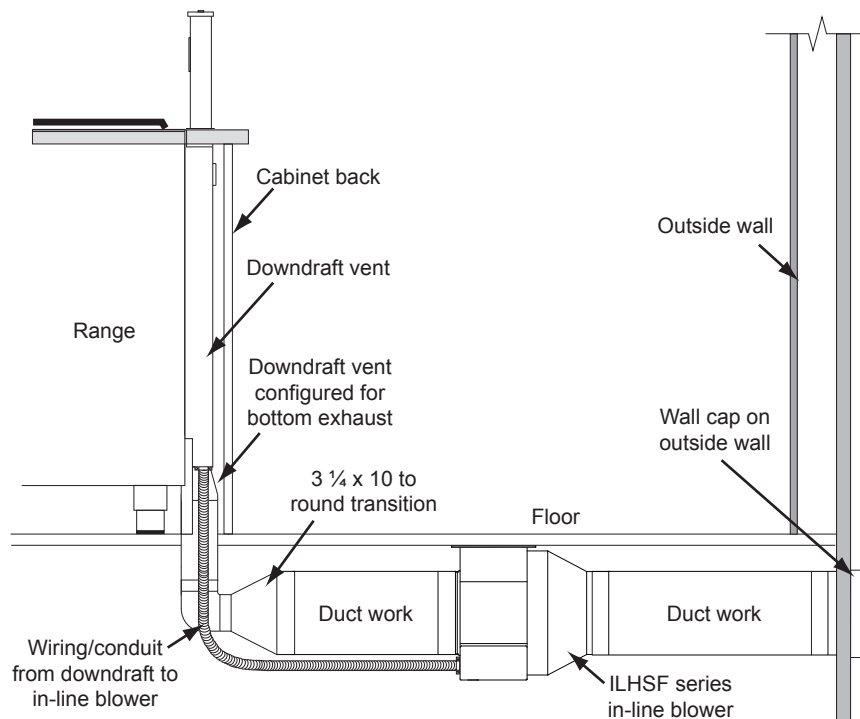 Cabinet back
Outside wall
Downdraft vent
Range
Downdraft vent
configured for
bottom exhaust
Wall cap on
outside wall
3 ¼ x 10 to
round transition
Floor
Duct work
Duct work
Wiring/conduit
from downdraft to
in-line blower
ILHSF series
in-line blower